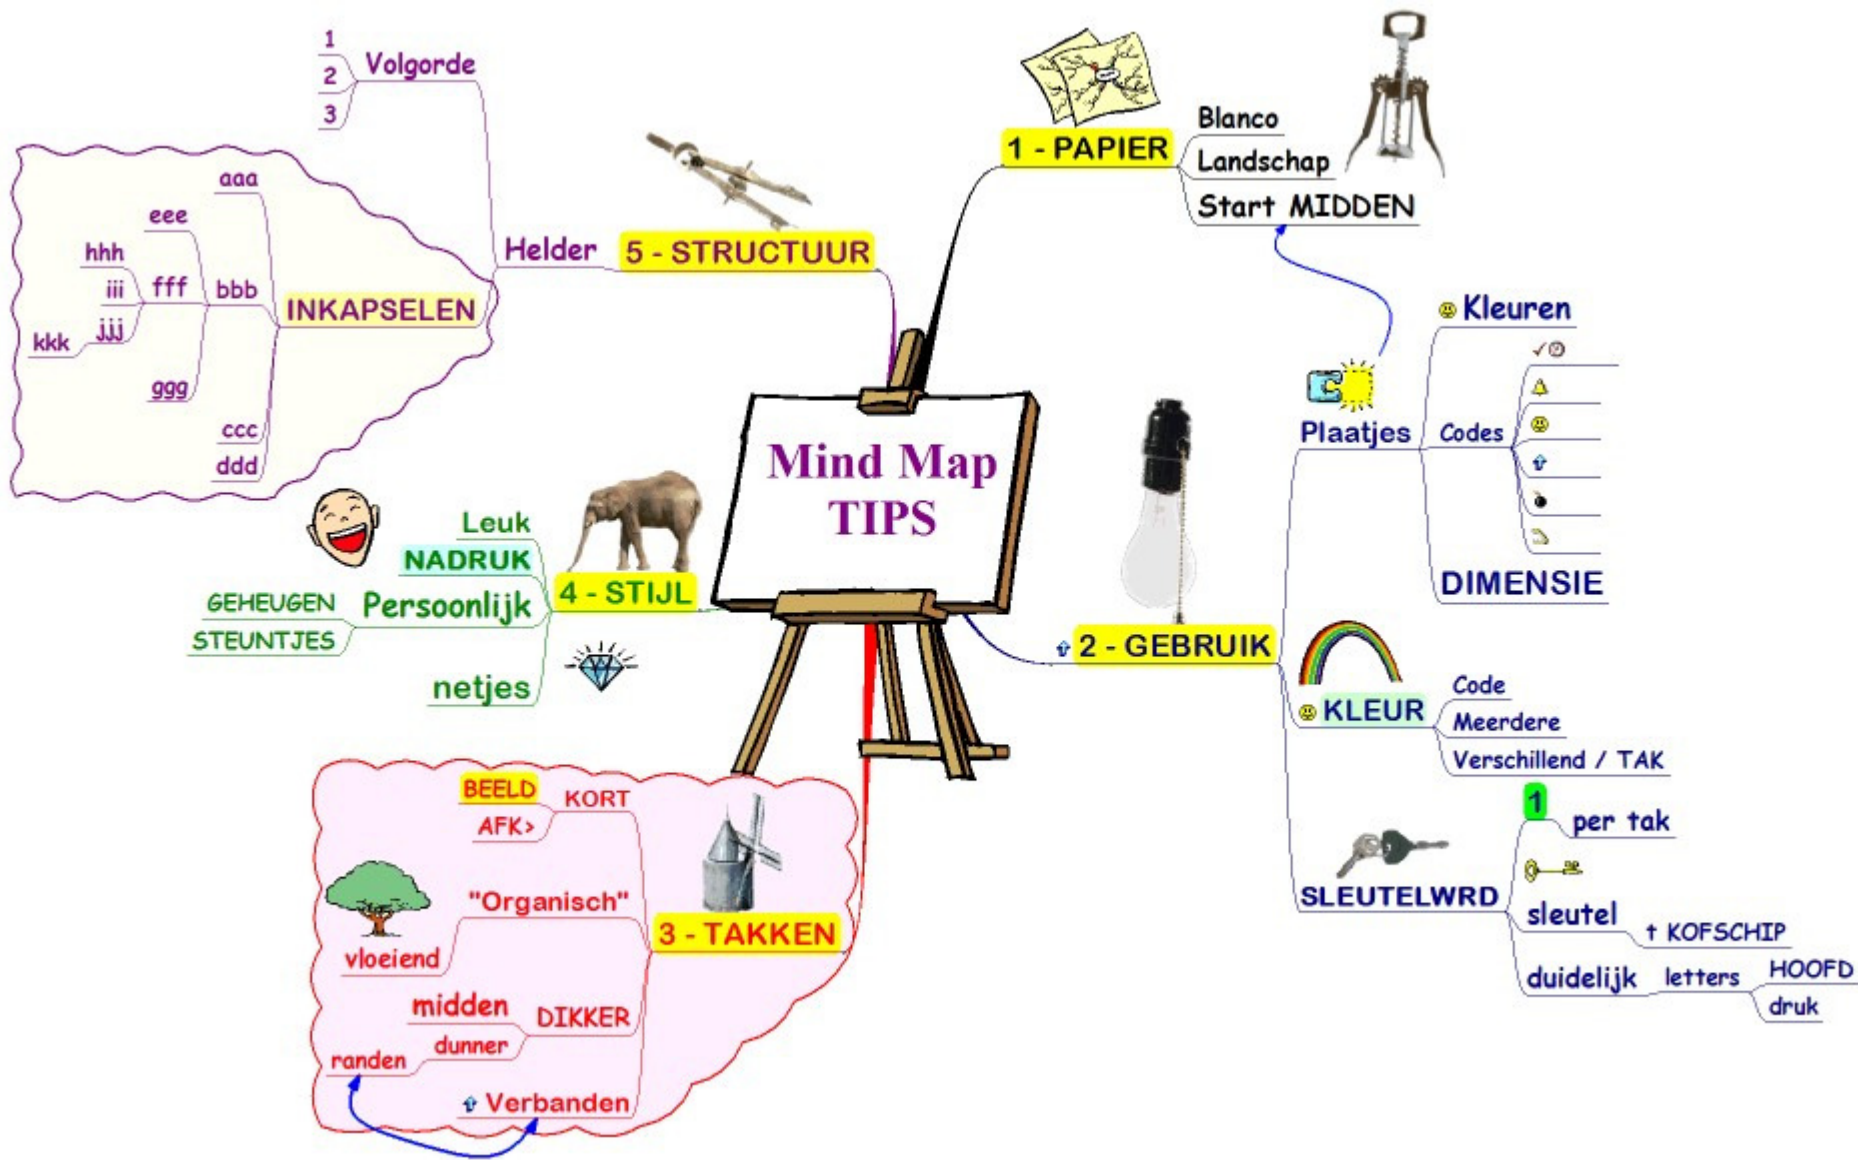 Mind Map
TIPS
1 - PAPIER
Blanco
Landschap
Start MIDDEN
2 - GEBRUIK
Plaatjes
Kleuren
Codes
DIMENSIE
KLEUR
Code
Meerdere
Verschillend / TAK
SLEUTELWRD
1
per tak
sleutel
t KOFSCHIP
duidelijk
letters
HOOFD
druk
3 - TAKKEN
KORT
BEELD
AFK>
"Organisch"
vloeiend
DIKKER
midden
dunner
randen
Verbanden
4 - STIJL
Leuk
NADRUK
Persoonlijk
GEHEUGEN
STEUNTJES
netjes
5 - STRUCTUUR
Helder
Volgorde
1
2
3
INKAPSELEN
aaa
bbb
eee
fff
hhh
iii
jjj
kkk
ggg
ccc
ddd